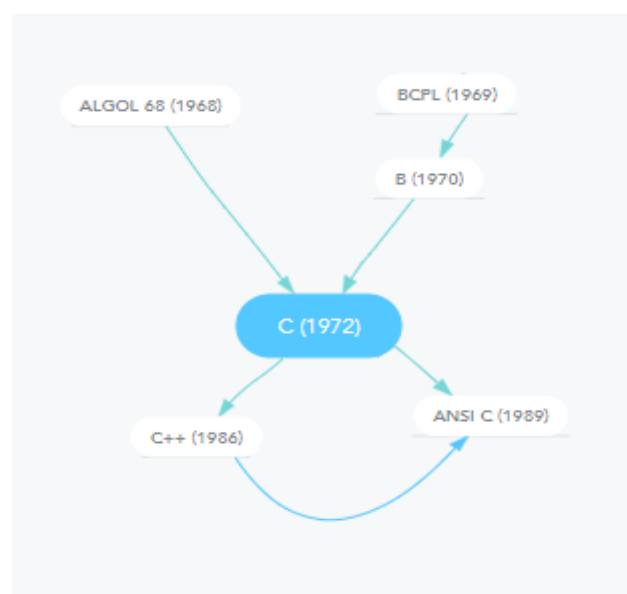 ALGOL 68 (1968)
BCPL (1969)
B (1970)
C (1972)
C++ (1986)
ANSI C (1989)